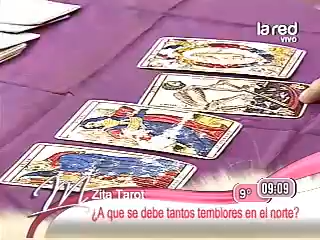 la red
VIVO
Zita Tarot
9° 09:09
¿A que se debe tantos temblores en el norte?